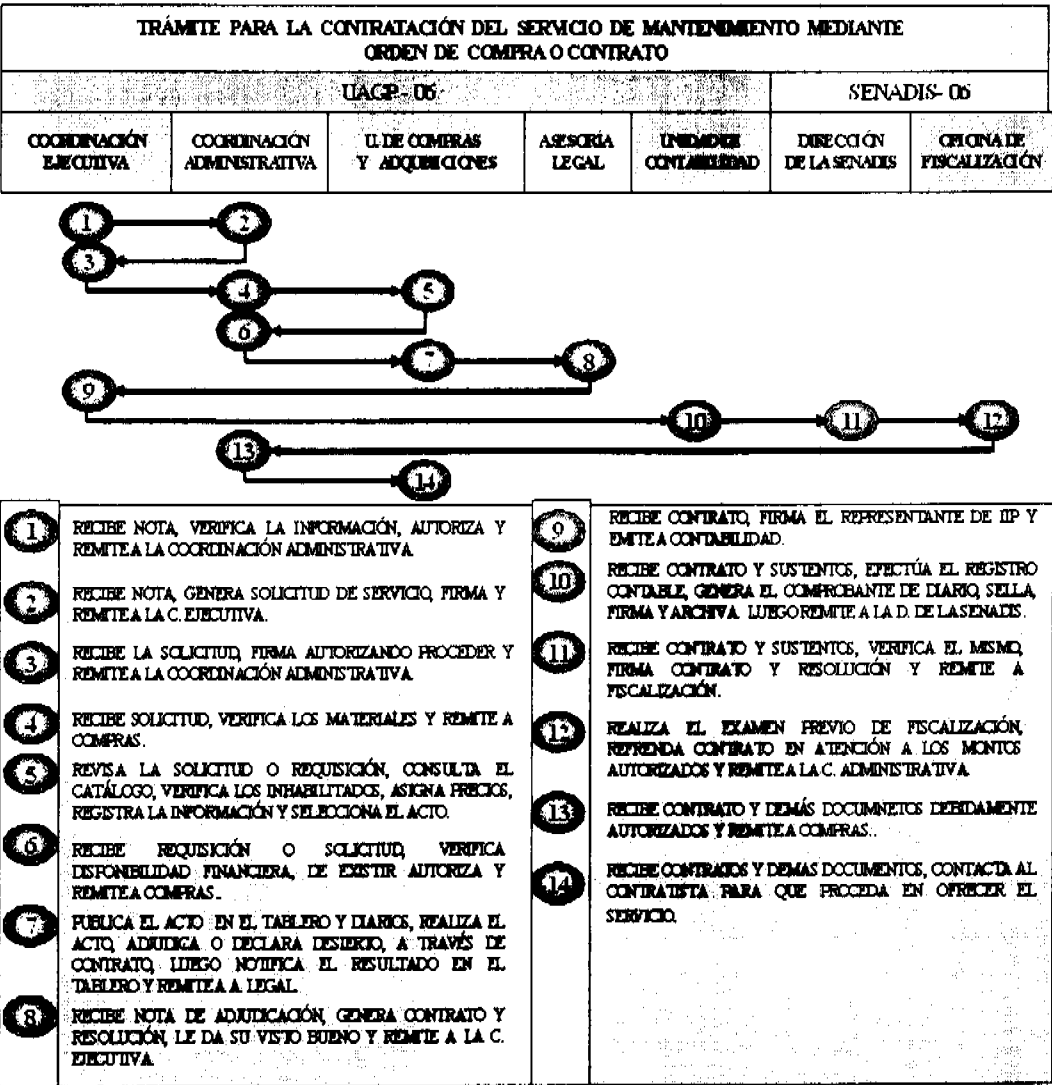 TRÁMITE PARA LA CONTRATACIÓN DEL SERVICIO DE MANTENIMIENTO MEDIANTE
ORDEN DE COMPRA O CONTRATO
UAGP - 06
SENADIS- 06
COORDINACIÓN
EJECUTIVA
COORDINACIÓN
ADMINISTRATIVA
U. DE COMPRAS
Y ADQUISICIONES
ASESORÍA
LEGAL
UNIDAD DE
CONTABILIDAD
DIRECCIÓN
DE LA SENADIS
OFICINA DE
FISCALIZACIÓN
1
2
3
4
5
6
7
8
9
10
11
12
13
14
1
RECIBE NOTA, VERIFICA LA INFORMACIÓN, AUTORIZA Y
REMITE A LA COORDINACIÓN ADMINISTRATIVA.
2
RECIBE NOTA, GENERA SOLICITUD DE SERVICIO, FIRMA Y
REMITE A LA C. EJECUTIVA.
3
RECIBE LA SOLICITUD, FIRMA AUTORIZANDO PROCEDER Y
REMITE A LA COORDINACIÓN ADMINISTRATIVA.
4
RECIBE SOLICITUD, VERIFICA LOS MATERIALES Y REMITE A
COMPRAS.
5
REVISA LA SOLICITUD O REQUISICIÓN, CONSULTA EL
CATÁLOGO, VERIFICA LOS INHABILITADOS, ASIGNA PRECIOS,
REGISTRA LA INFORMACIÓN Y SELECCIONA EL ACTO.
6
RECIBE REQUISICIÓN O SOLICITUD, VERIFICA
DISPONIBILIDAD FINANCIERA, DE EXISTIR AUTORIZA Y
REMITE A COMPRAS..
7
PUBLICA EL ACTO EN EL TABLERO Y DIARIOS, REALIZA EL
ACTO, ADJUDICA O DECLARA DESIERTO, A TRAVÉS DE
CONTRATO, LUEGO NOTIFICA EL RESULTADO EN EL
TABLERO Y REMITE A A. LEGAL.
8
RECIBE NOTA DE ADJUDICACIÓN, GENERA CONTRATO Y
RESOLUCIÓN, LE DA SU VISTO BUENO Y REMITE A LA C.
EJECUTIVA.
9
RECIBE CONTRATO, FIRMA EL REPRESENTANTE DE IIP Y
EMITE A CONTABILIDAD.
10
RECIBE CONTRATO Y SUSTENTOS, EFECTÚA EL REGISTRO
CONTABLE, GENERA EL COMPROBANTE DE DIARIO, SELLA,
FIRMA Y ARCHIVA. LUEGO REMITE A LA D. DE LA SENADIS.
11
RECIBE CONTRATO Y SUSTENTOS, VERIFICA EL MISMO,
FIRMA CONTRATO Y RESOLUCIÓN Y REMITE A
FISCALIZACIÓN.
12
REALIZA EL EXAMEN PREVIO DE FISCALIZACIÓN,
REFRENDA CONTRATO EN ATENCIÓN A LOS MONTOS
AUTORIZADOS Y REMITE A LA C. ADMINISTRATIVA.
13
RECIBE CONTRATO Y DEMÁS DOCUMNETOS DEBIDAMENTE
AUTORIZADOS Y REMITE A COMPRAS..
14
RECIBE CONTRATOS Y DEMAS DOCUMENTOS, CONTACTA AL
CONTRATISTA PARA QUE PROCEDA EN OFRECER EL
SERVICIO.